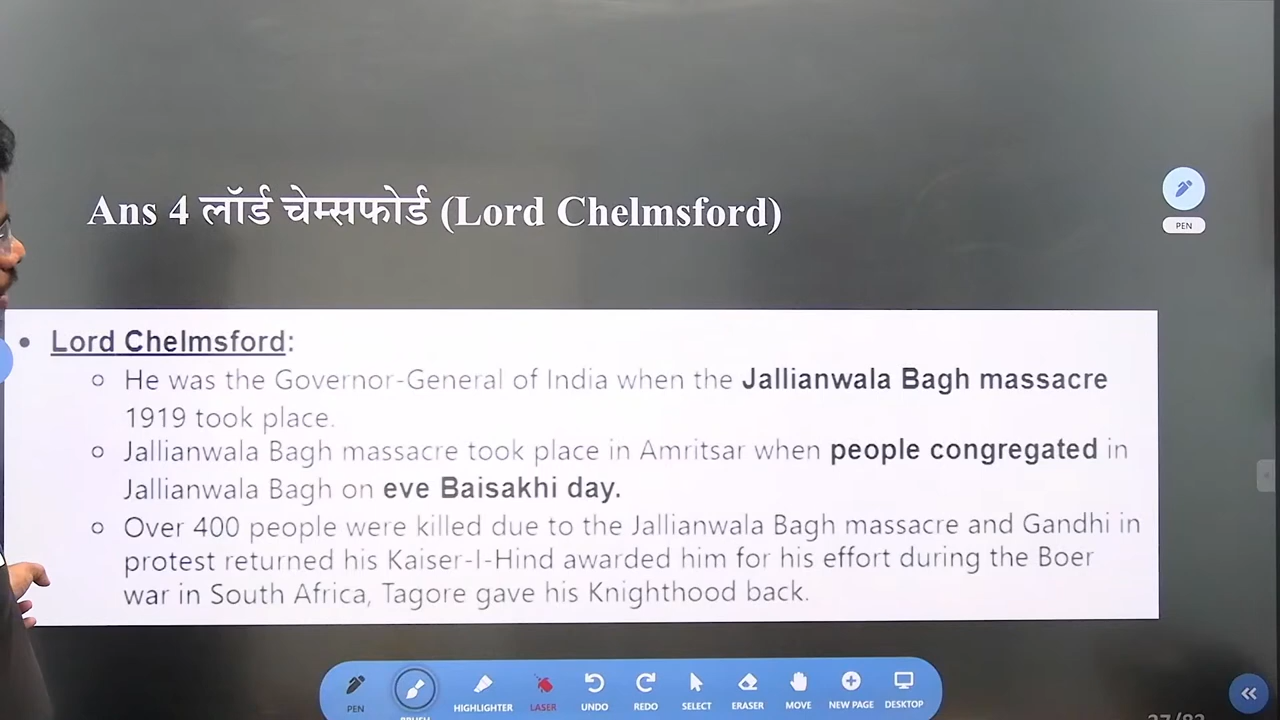 Ans 4 लॉर्ड चेम्सफोर्ड (Lord Chelmsford)
PEN
• Lord Chelmsford:
○ He was the Governor-General of India when the Jallianwala Bagh massacre
1919 took place.
○ Jallianwala Bagh massacre took place in Amritsar when people congregated in
Jallianwala Bagh on eve Baisakhi day.
○ Over 400 people were killed due to the Jallianwala Bagh massacre and Gandhi in
protest returned his Kaiser-I-Hind awarded him for his effort during the Boer
war in South Africa, Tagore gave his Knighthood back.
PEN HIGHLIGHTER LASER UNDO REDO SELECT ERASER MOVE NEW PAGE DESKTOP